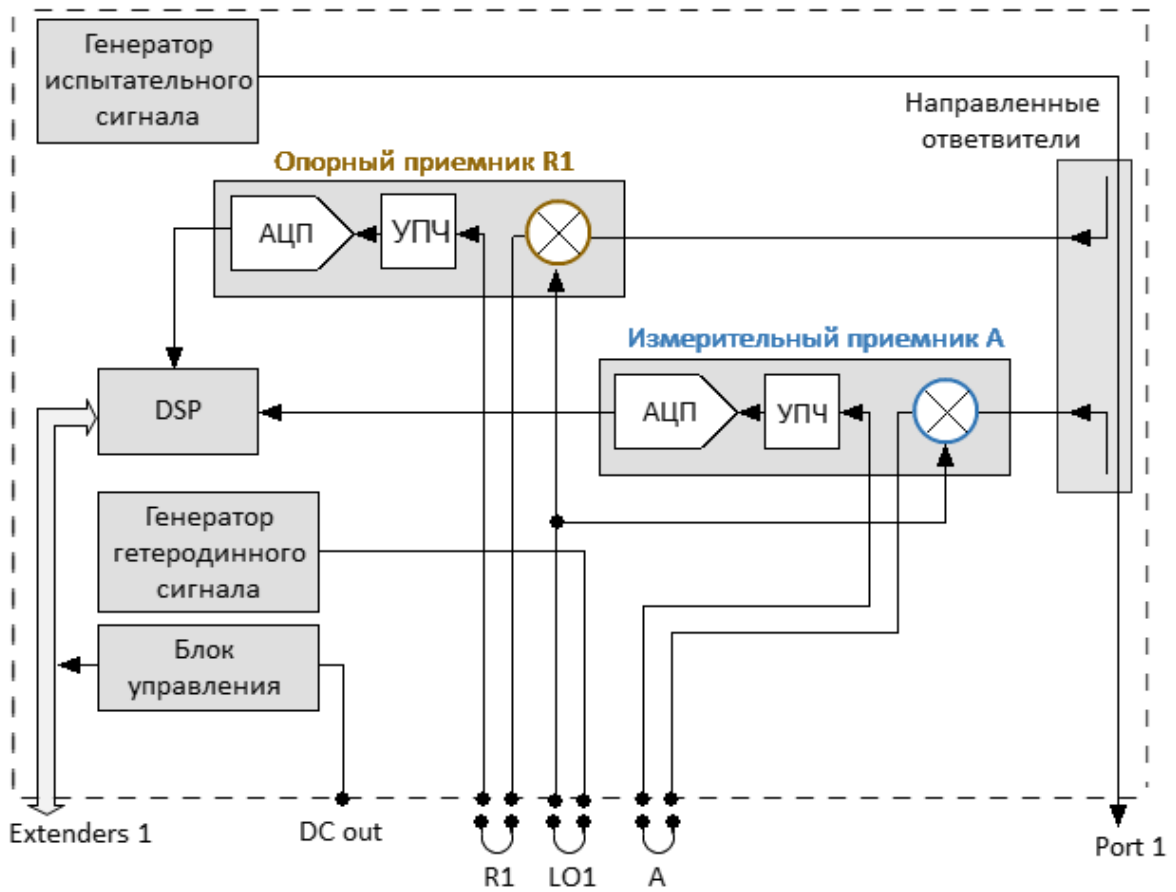 Генератор
испытательного
сигнала
Направленные
ответвители
Опорный приемник R1
АЦП
УПЧ
Измерительный приемник А
DSP
АЦП
УПЧ
Генератор
гетеродинного
сигнала
Блок
управления
Extenders 1
DC out
R1
LO1
A
Port 1